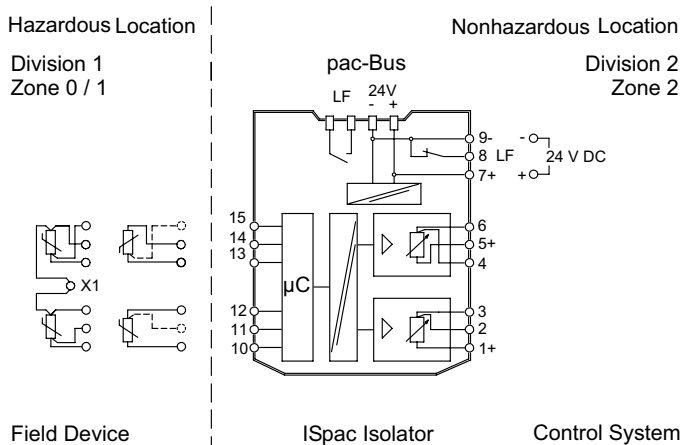 Hazardous Location
Nonhazardous Location
Division 1
Zone 0 / 1
Division 2
Zone 2
pac-Bus
LF
24V
- +
9-
8 LF
7+
-
24 V DC
+
15
14
13
12
11
10
µC
X1
6
5+
4
3
2
1+
Field Device
ISpac Isolator
Control System